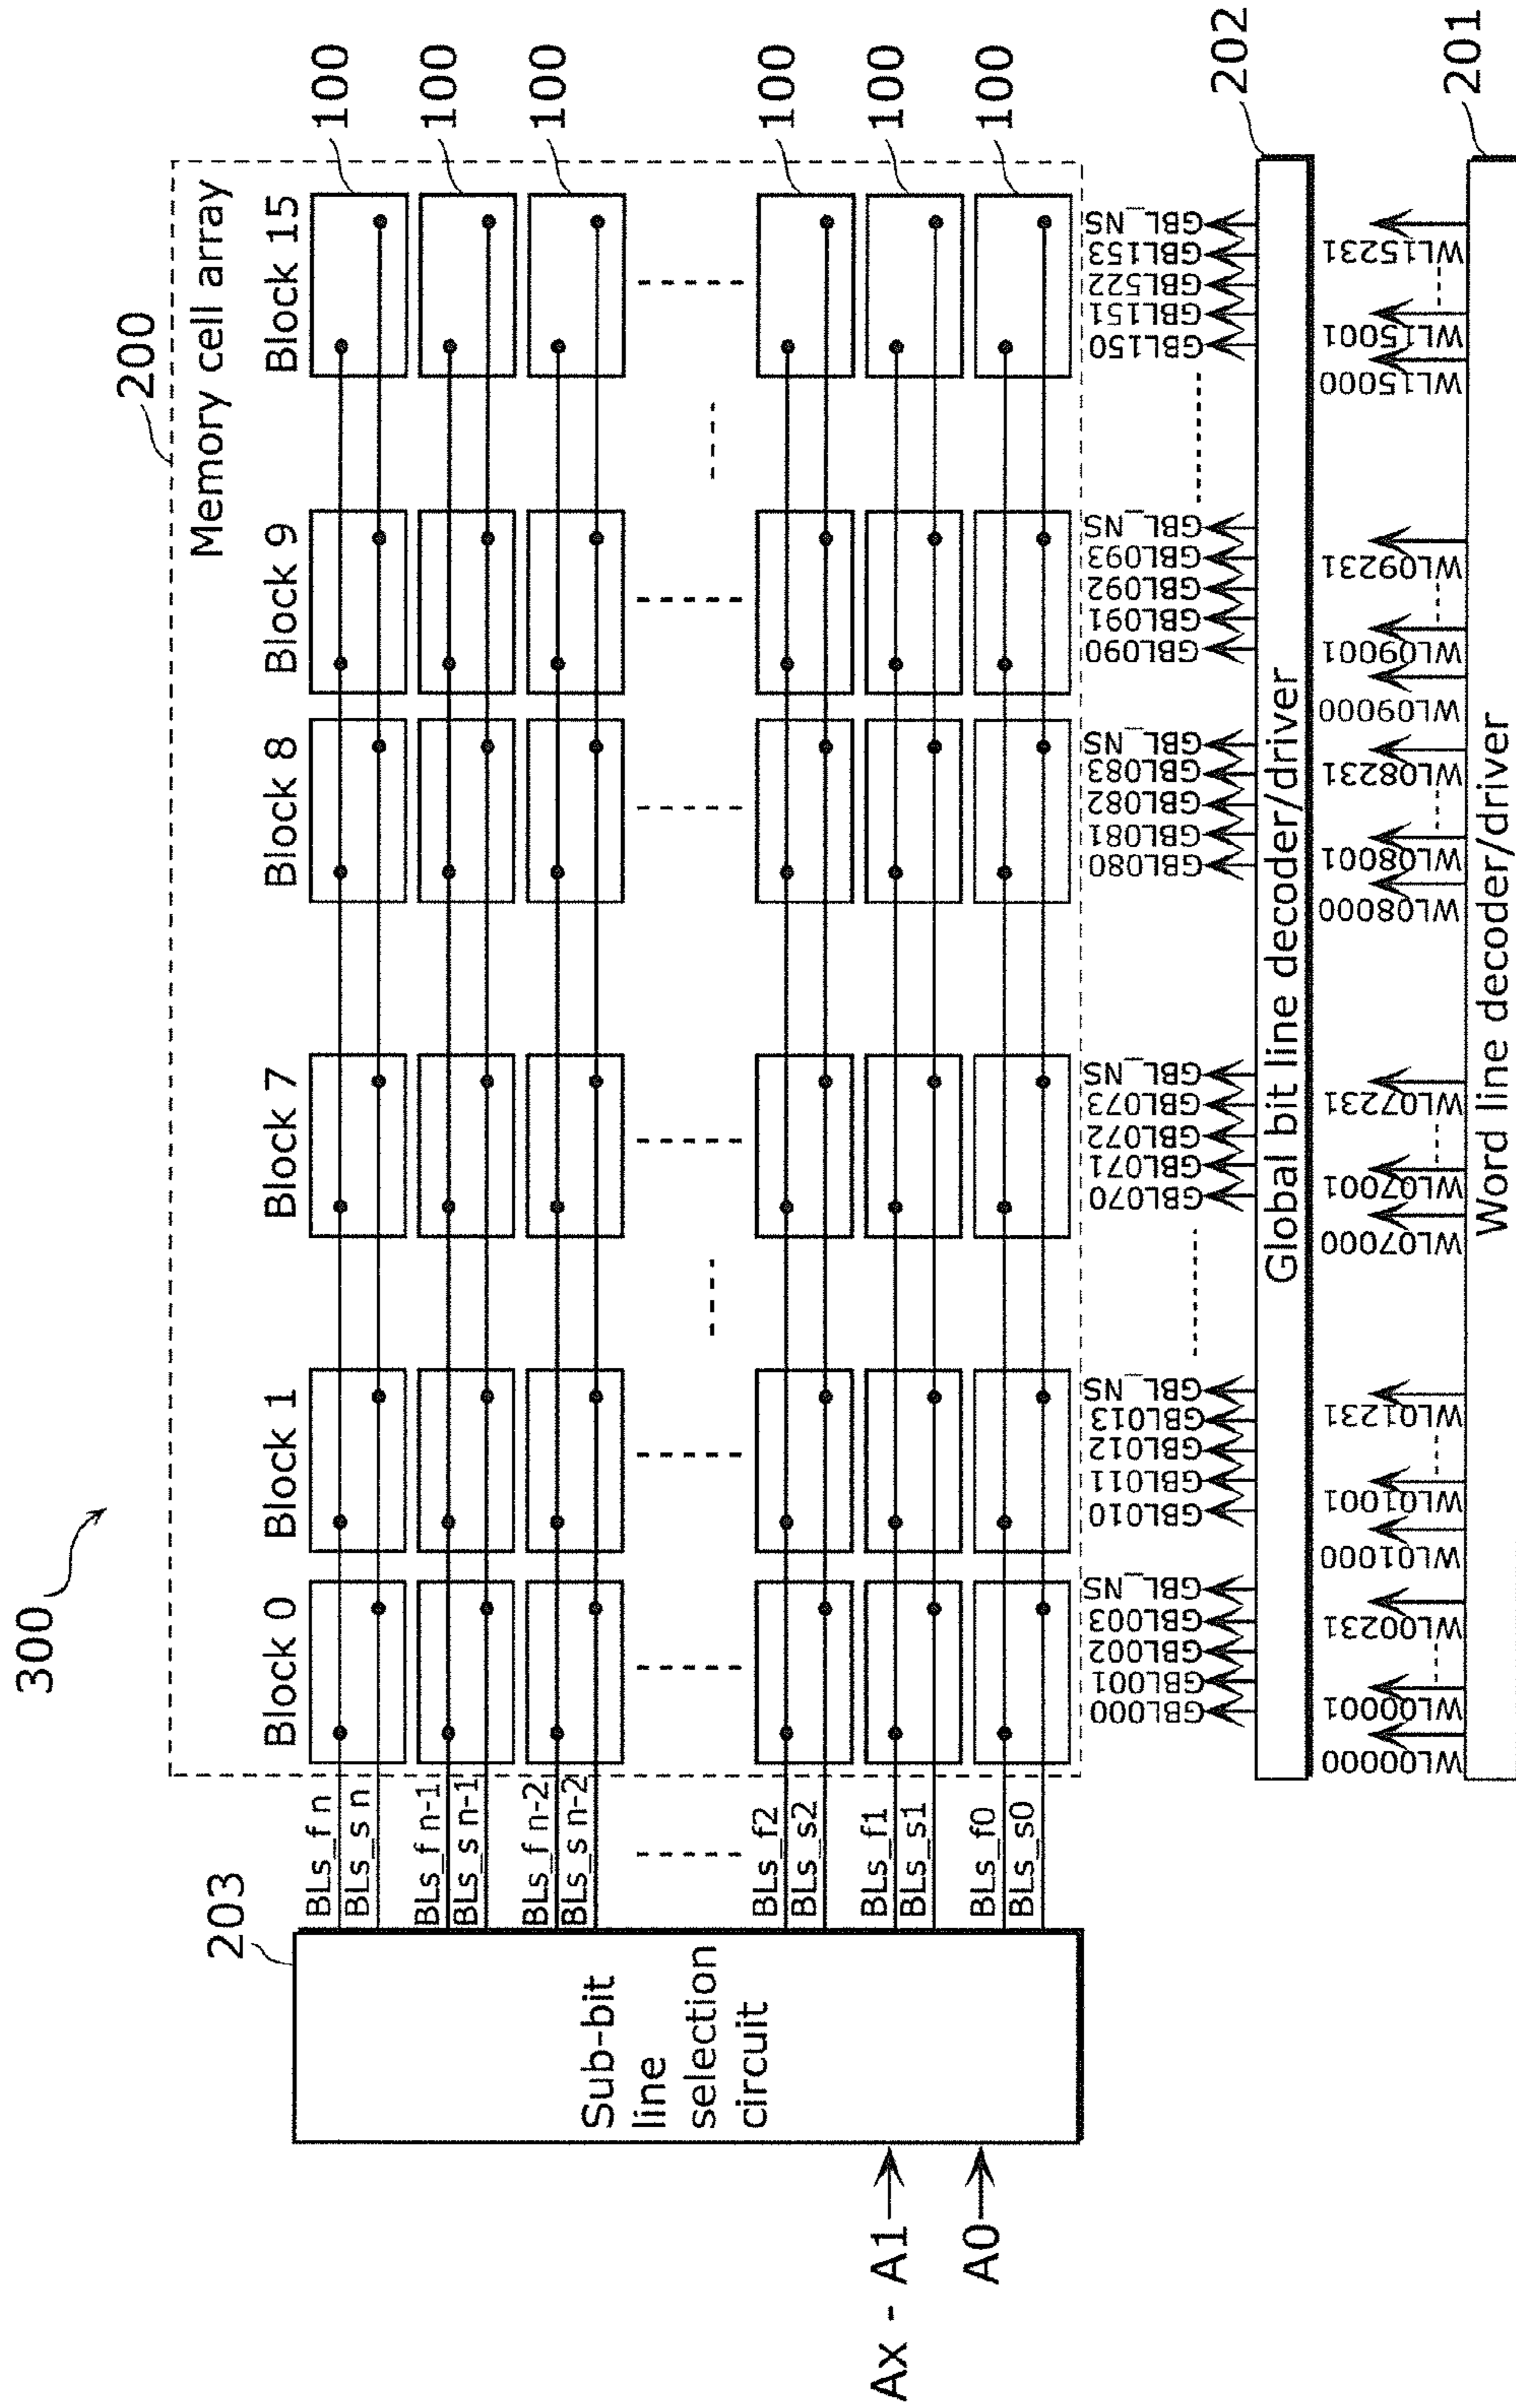 300
200
Memory cell array
Block 0
Block 1
Block 7
Block 8
Block 9
Block 15
100
100
100
100
100
100
203
Sub-bit
line
selection
circuit
Ax - A1
A0
BLs_f n
BLs_s n
BLs_f n-1
BLs_s n-1
BLs_f n-2
BLs_s n-2
BLs_f2
BLs_s2
BLs_f1
BLs_s1
BLs_f0
BLs_s0
GBL000
GBL001
GBL002
GBL003
GBL_NS
GBL010
GBL011
GBL012
GBL013
GBL_NS
GBL070
GBL071
GBL072
GBL073
GBL_NS
GBL080
GBL081
GBL082
GBL083
GBL_NS
GBL090
GBL091
GBL092
GBL093
GBL_NS
GBL150
GBL151
GBL522
GBL153
GBL_NS
202
Global bit line decoder/driver
WL00000
WL00001
WL00231
WL01000
WL01001
WL01231
WL07000
WL07001
WL07231
WL08000
WL08001
WL08231
WL09000
WL09001
WL09231
WL15000
WL15001
WL15231
201
Word line decoder/driver